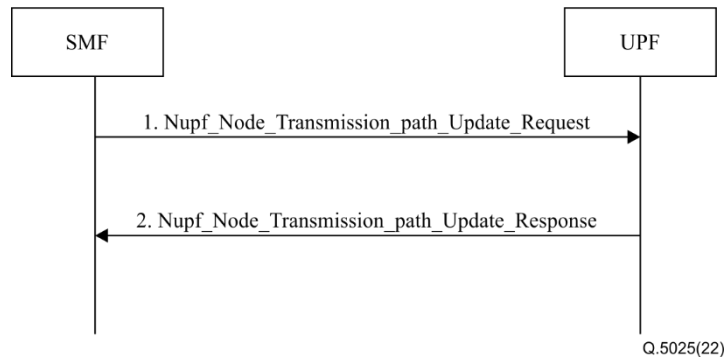 SMF
UPF
1. Nupf_Node_Transmission_path_Update_Request
2. Nupf_Node_Transmission_path_Update_Response
Q.5025(22)